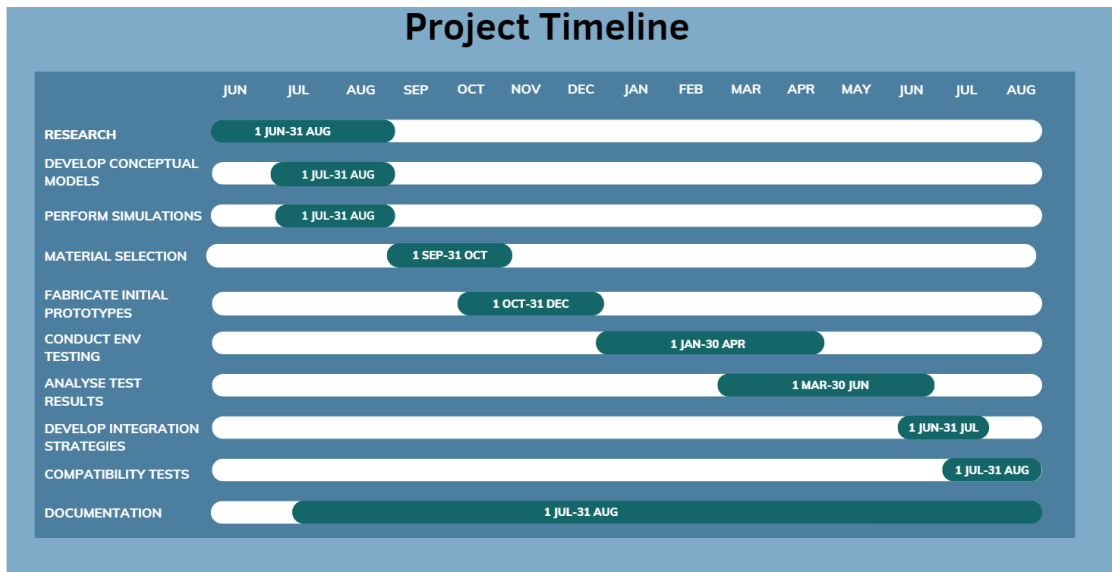 Project Timeline
JUN JUL AUG SEP OCT NOV DEC JAN FEB MAR APR MAY JUN JUL AUG
RESEARCH 1 JUN-31 AUG
DEVELOP CONCEPTUAL
MODELS 1 JUL-31 AUG
PERFORM SIMULATIONS 1 JUL-31 AUG
MATERIAL SELECTION 1 SEP-31 OCT
FABRICATE INITIAL
PROTOTYPES 1 OCT-31 DEC
CONDUCT ENV
TESTING 1 JAN-30 APR
ANALYSE TEST
RESULTS 1 MAR-30 JUN
DEVELOP INTEGRATION
STRATEGIES 1 JUN-31 JUL
COMPATIBILITY TESTS 1 JUL-31 AUG
DOCUMENTATION 1 JUL-31 AUG